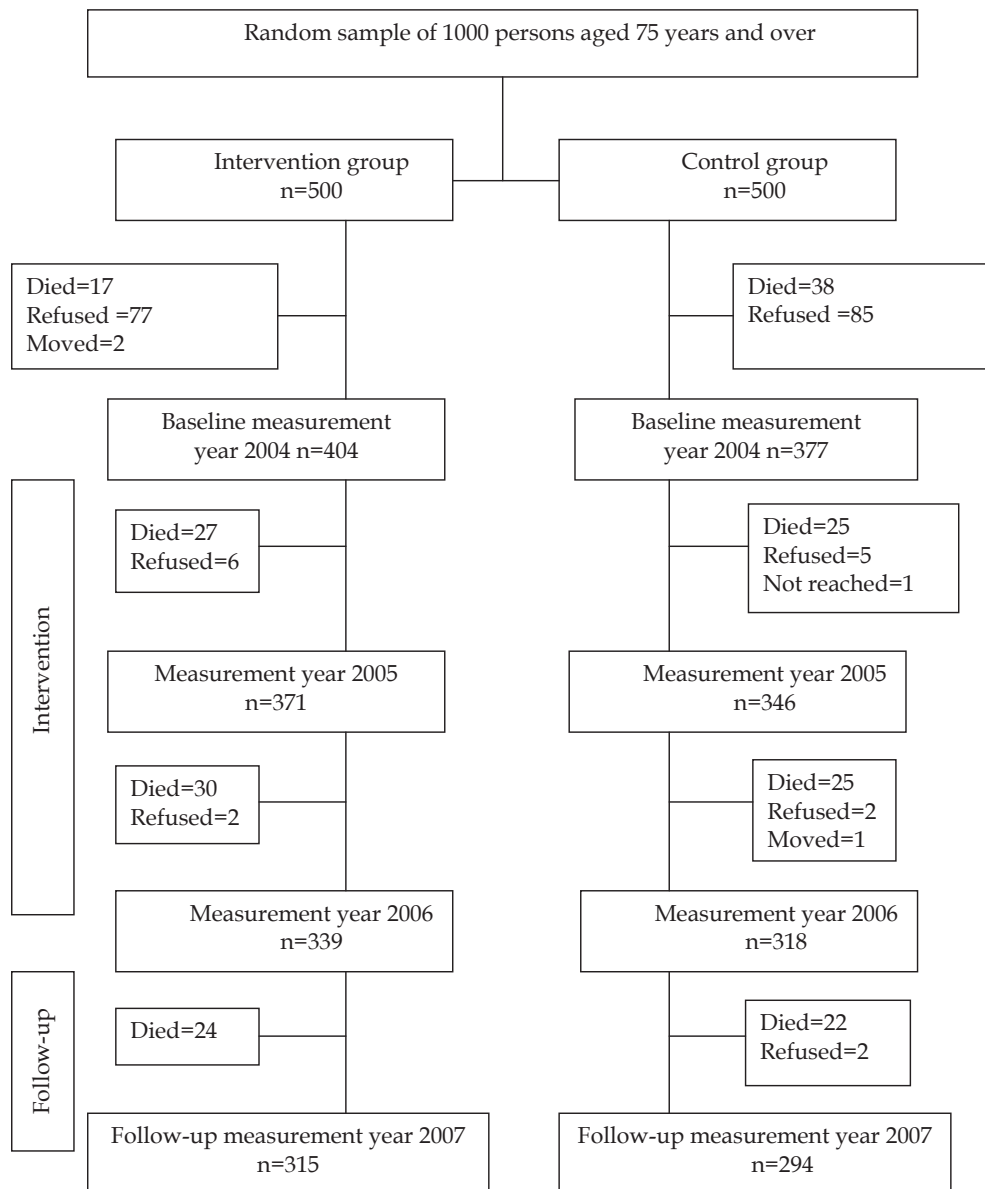 Random sample of 1000 persons aged 75 years and over
Intervention group
n=500
Control group
n=500
Died=17
Refused =77
Moved=2
Died=38
Refused =85
Baseline measurement
year 2004 n=404
Baseline measurement
year 2004 n=377
Intervention
Died=27
Refused=6
Died=25
Refused=5
Not reached=1
Measurement year 2005
n=371
Measurement year 2005
n=346
Died=30
Refused=2
Died=25
Refused=2
Moved=1
Measurement year 2006
n=339
Measurement year 2006
n=318
Follow-up
Died=24
Died=22
Refused=2
Follow-up measurement year 2007
n=315
Follow-up measurement year 2007
n=294